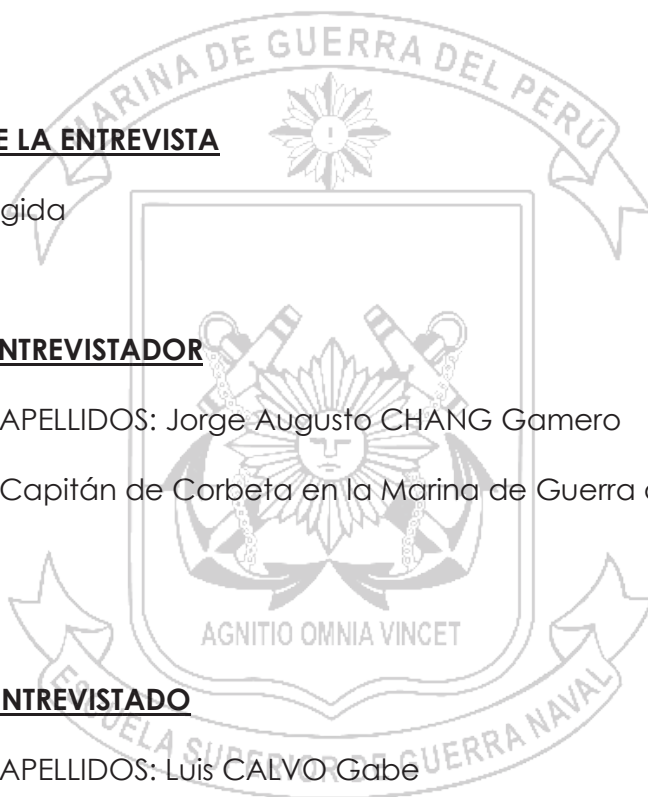 MARINA DE GUERRA DEL PERÚ
E LA ENTREVISTA
gida
NTREVISTADOR
APELLIDOS: Jorge Augusto CHANG Gamero
Capitán de Corbeta en la Marina de Guerra
AGNITIO OMNIA VINCET
NTREVISTADO
ESCUELA SUPERIOR DE GUERRA NAVAL
APELLIDOS: Luis CALVO Gabe